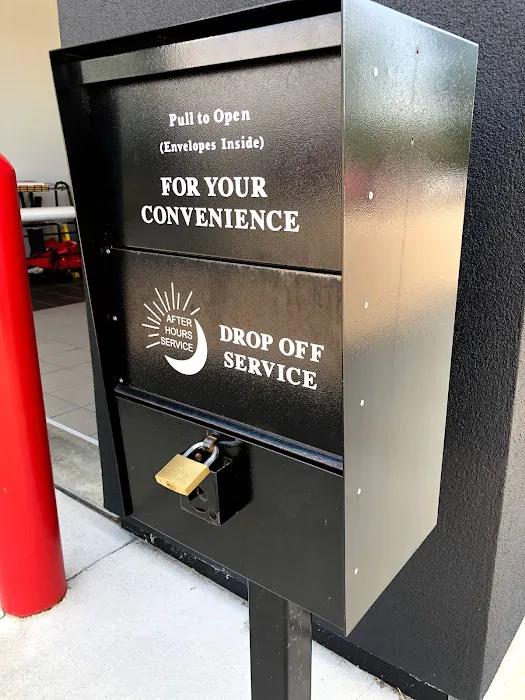 Pull to Open
(Envelopes Inside)
FOR YOUR
CONVENIENCE
AFTER
HOURS
SERVICE
DROP OFF
SERVICE